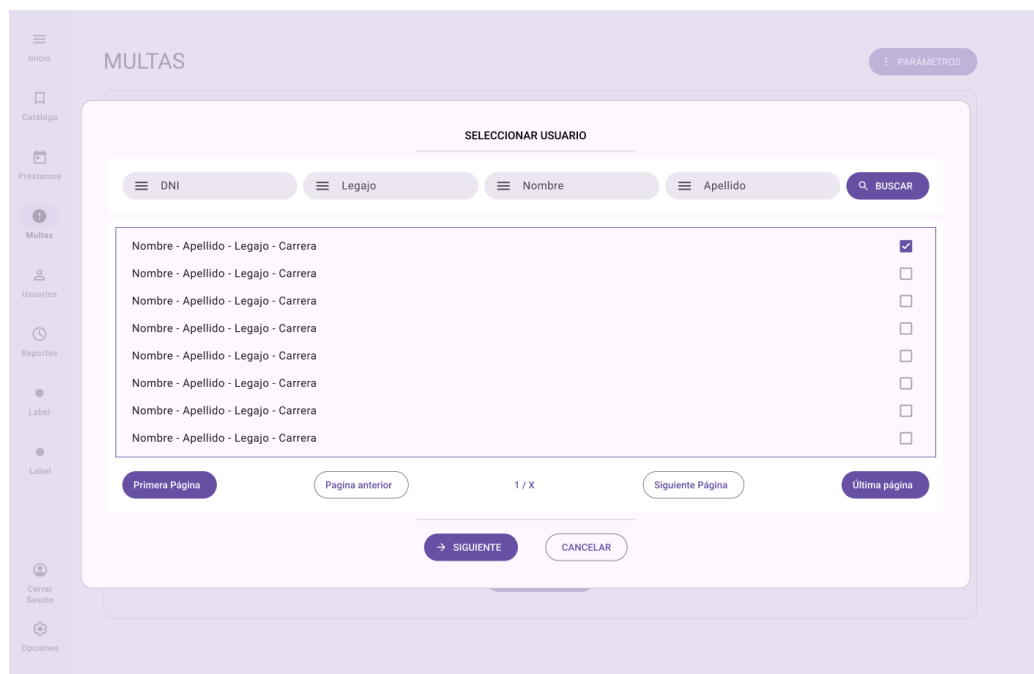 Inicio
MULTAS
PARÁMETROS
Catálogo
Préstamos
Multas
Usuarios
Reportes
Label
Label
Cerrar
Sesión
Opciones
SELECCIONAR USUARIO
DNI
Legajo
Nombre
Apellido
BUSCAR
Nombre - Apellido - Legajo - Carrera
Nombre - Apellido - Legajo - Carrera
Nombre - Apellido - Legajo - Carrera
Nombre - Apellido - Legajo - Carrera
Nombre - Apellido - Legajo - Carrera
Nombre - Apellido - Legajo - Carrera
Nombre - Apellido - Legajo - Carrera
Nombre - Apellido - Legajo - Carrera
Primera Página
Pagina anterior
1 / X
Siguiente Página
Última página
SIGUIENTE
CANCELAR